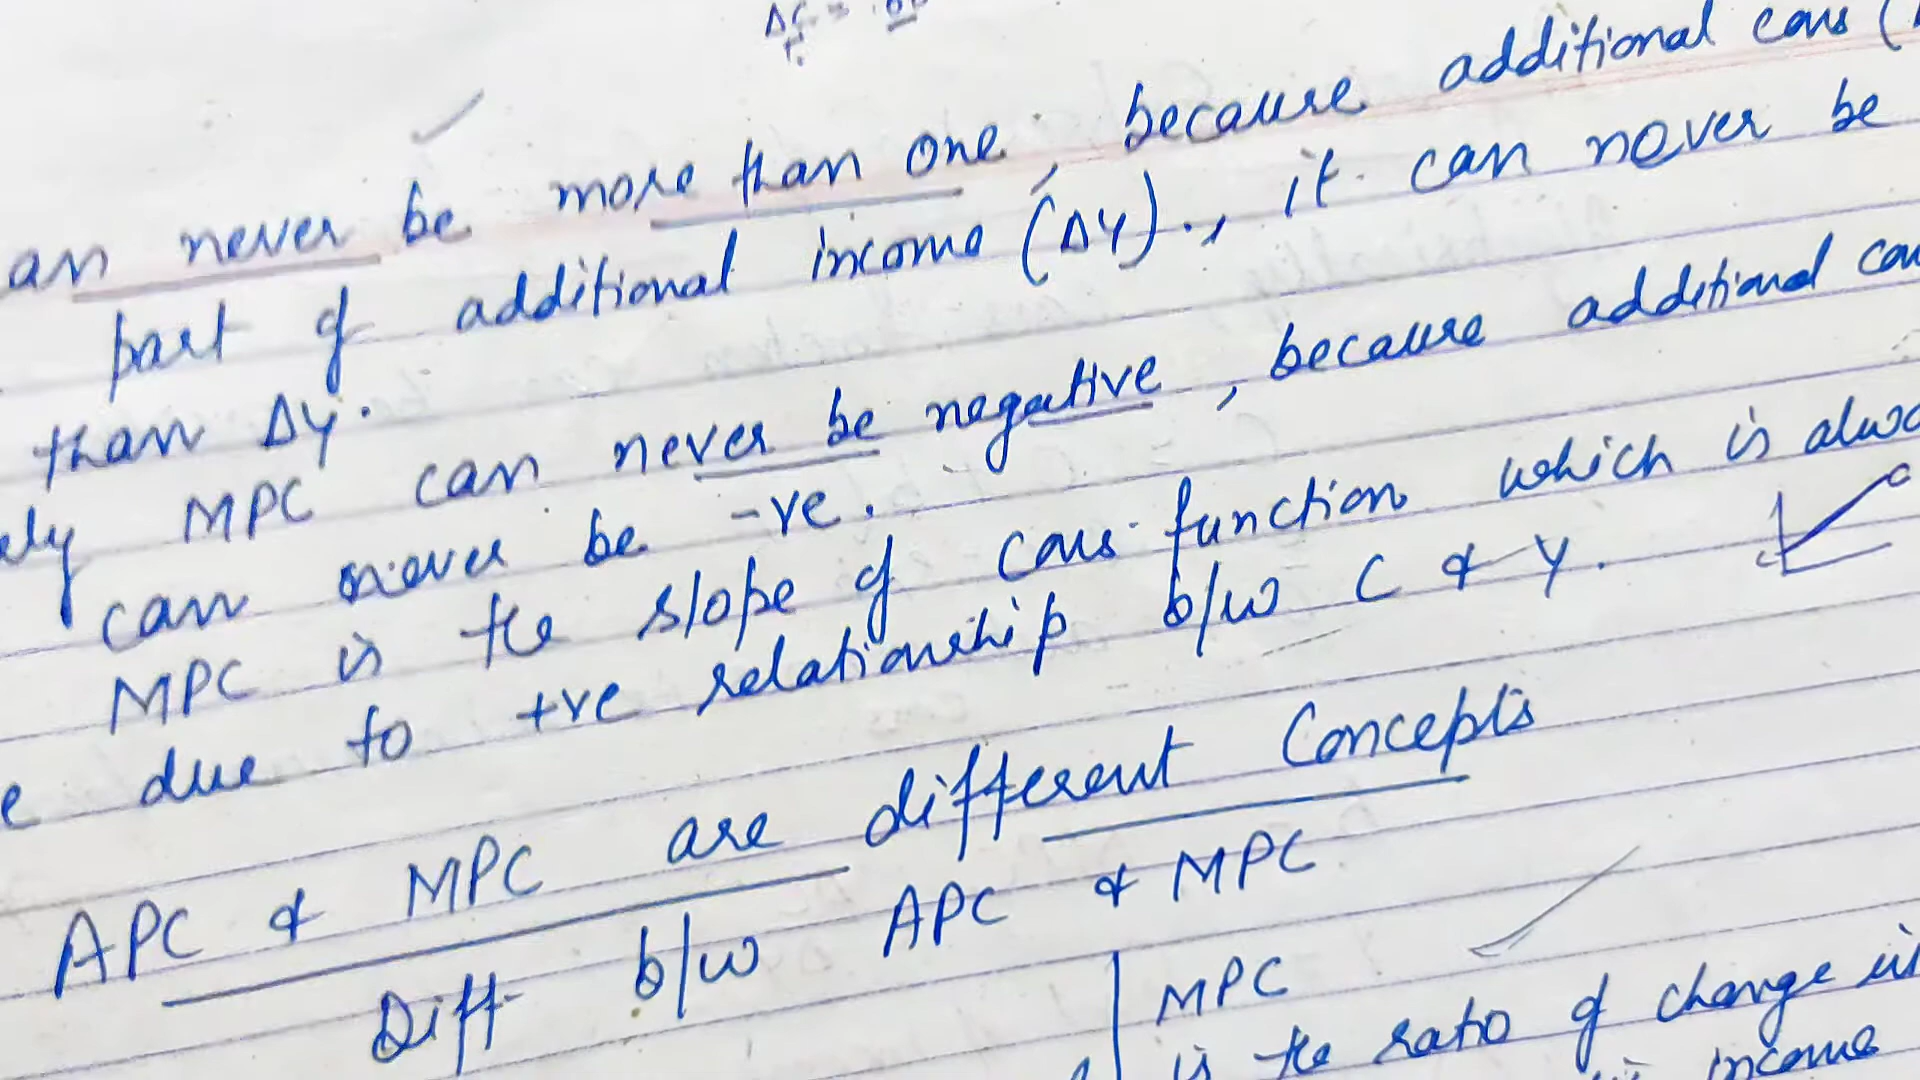 ΔC =
an never be more than one, because additional cons (
part of additional income (ΔY)., it can never be
than ΔY.
ely MPC can never be negative, because additional con
can never be -ve.
MPC is the slope of cons. function which is alwa
e due to +ve relationship b/w C & Y.
C
APC & MPC are different Concepts
Diff b/w APC & MPC
MPC
is the ratio of change in
income